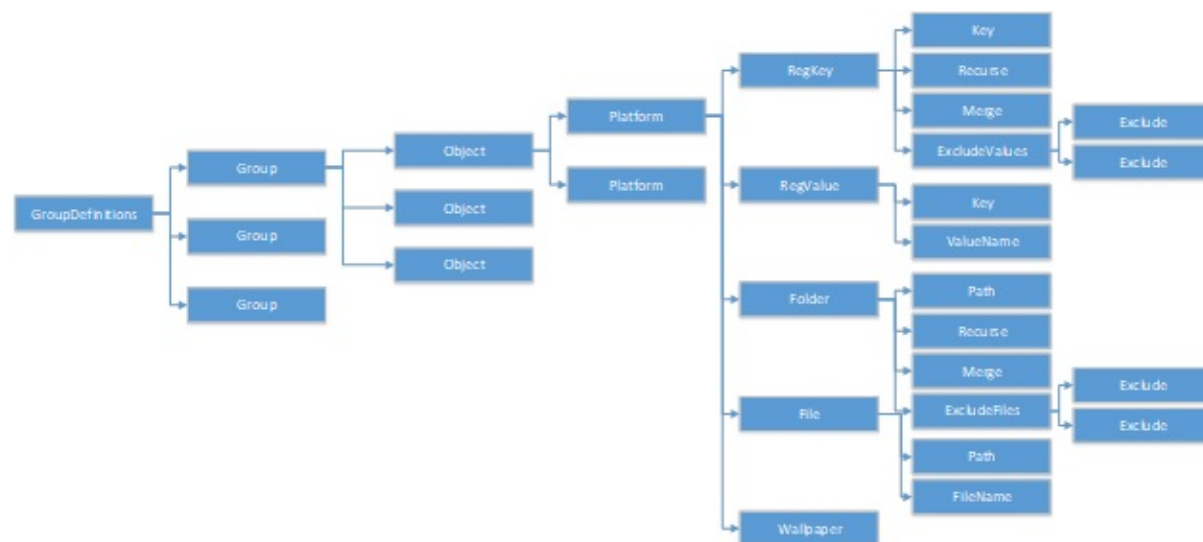 GroupDefinitions
Group
Group
Group
Object
Object
Object
Platform
Platform
RegKey
Key
Recurse
Merge
ExcludeValues
Exclude
Exclude
RegValue
Key
ValueName
Folder
Path
Recurse
Merge
ExcludeFiles
Exclude
Exclude
File
Path
FileName
Wallpaper